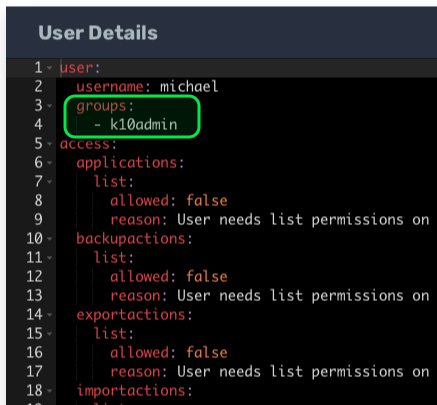 User Details
1 user:
2 username: michael
3 groups:
4 - k10admin
5 access:
6 applications:
7 list:
8 allowed: false
9 reason: User needs list permissions on
10 backupactions:
11 list:
12 allowed: false
13 reason: User needs list permissions on
14 exportactions:
15 list:
16 allowed: false
17 reason: User needs list permissions on
18 importactions: